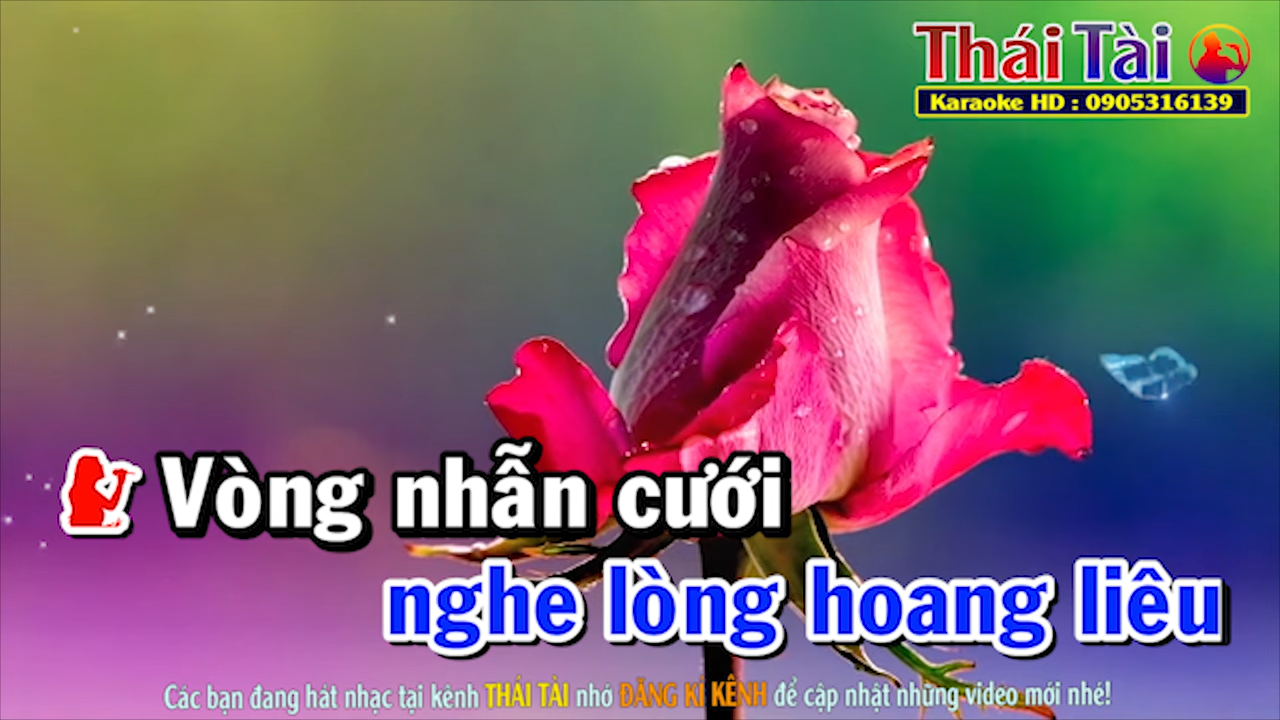 Thái Tài
Karaoke HD : 0905316139
Vòng nhẫn cưới
nghe lòng hoang liêu
Các bạn đang hát nhạc tại kênh THÁI TÀI nhớ ĐĂNG KÍ KÊNH để cập nhật những video mới nhé!